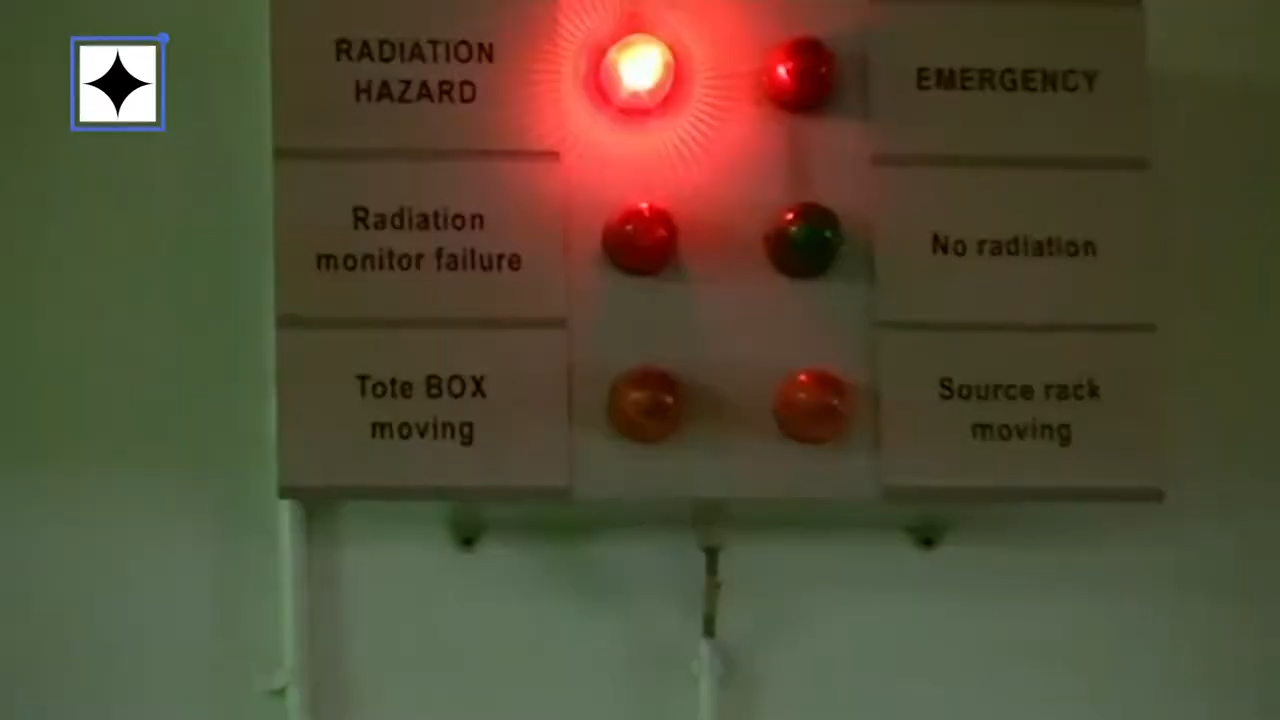 RADIATION
HAZARD
EMERGENCY
Radiation
monitor failure
No radiation
Tote BOX
moving
Source rack
moving